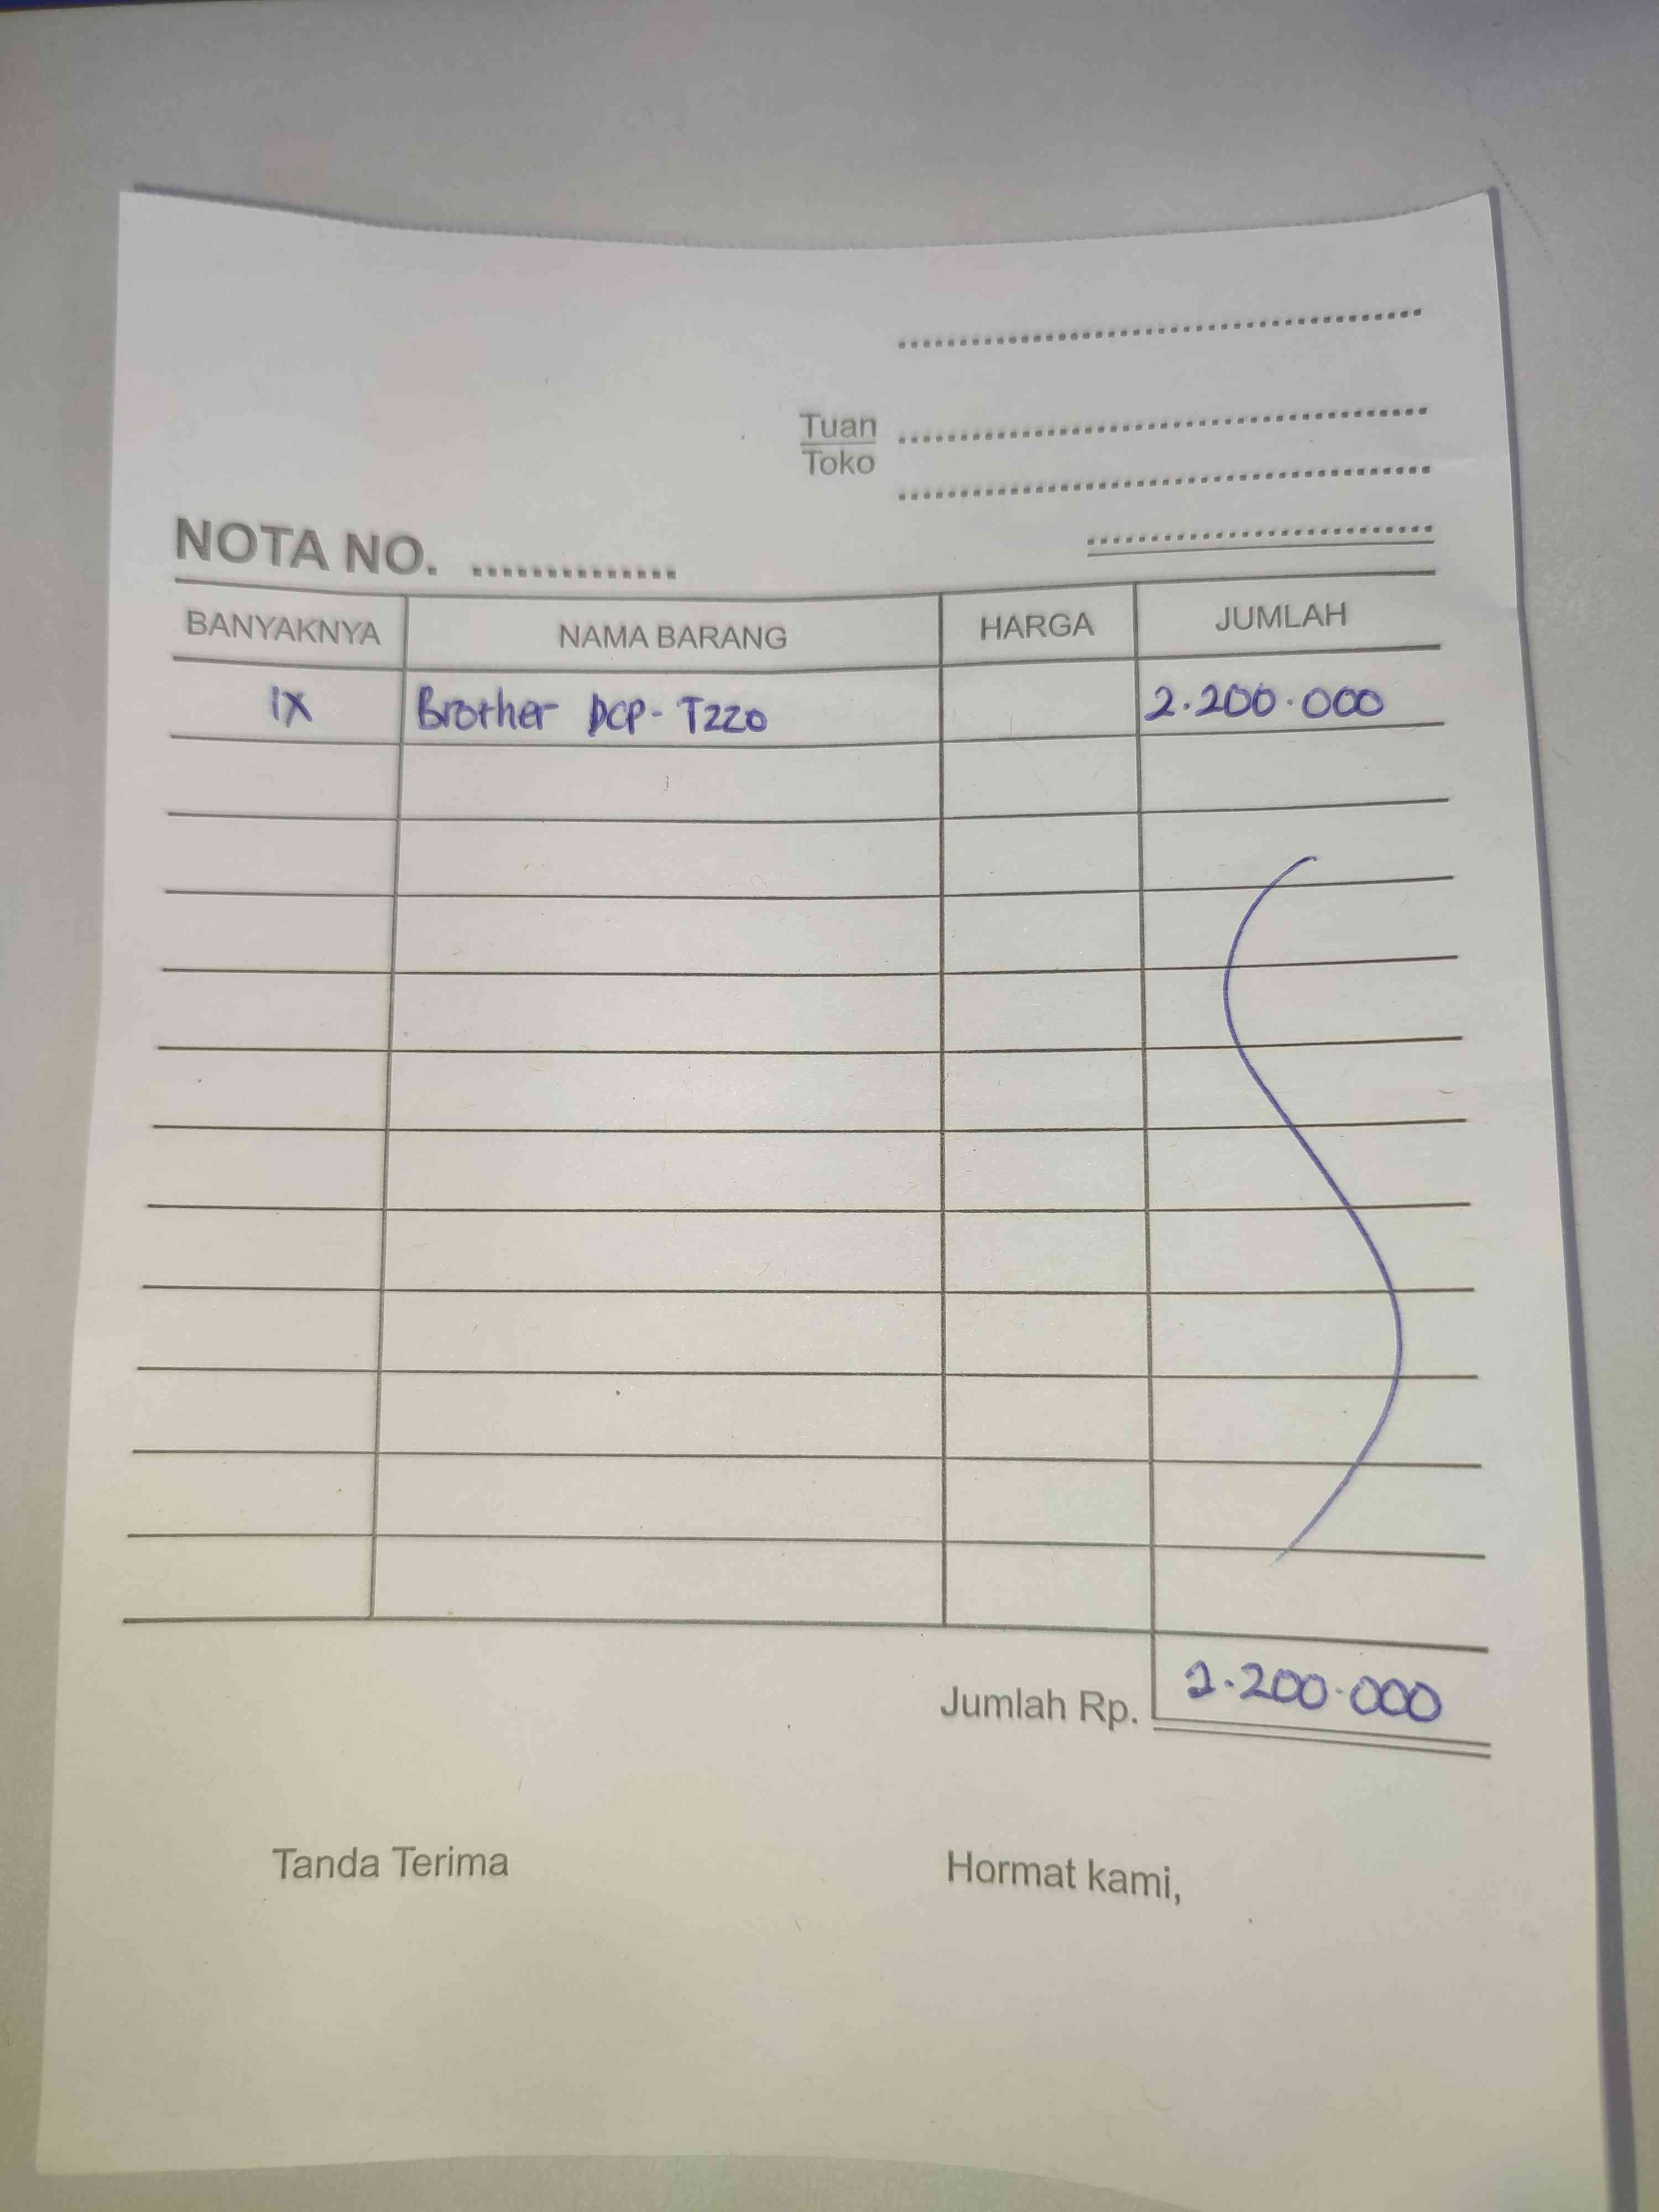 Tuan
Toko
NOTA NO. ..............
BANYAKNYA NAMA BARANG HARGA JUMLAH
1X Brother DCP-T220 2.200.000
Jumlah Rp. 2.200.000
Tanda Terima Hormat kami,